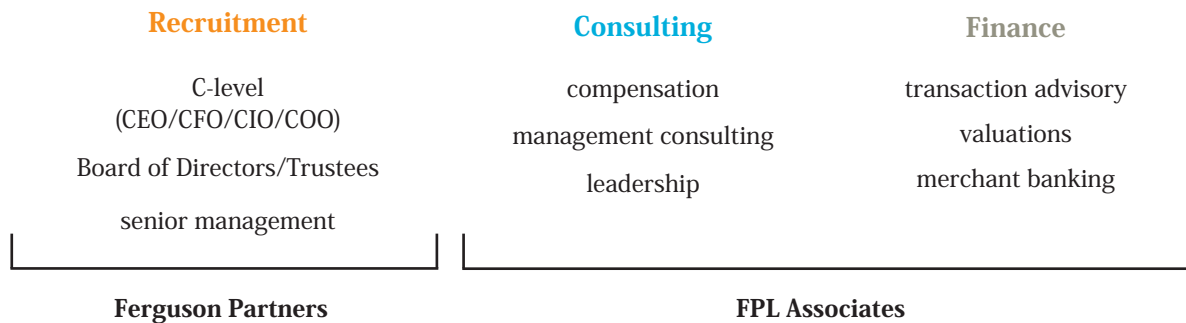 Recruitment
C-level
(CEO/CFO/CIO/COO)
Board of Directors/Trustees
senior management
Ferguson Partners
Consulting
compensation
management consulting
leadership
Finance
transaction advisory
valuations
merchant banking
FPL Associates